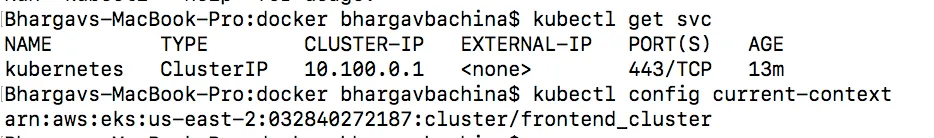 Bhargavs-MacBook-Pro:docker bhargavbachina$ kubectl get svc
NAME TYPE CLUSTER-IP EXTERNAL-IP PORT(S) AGE
kubernetes ClusterIP 10.100.0.1 <none> 443/TCP 13m
Bhargavs-MacBook-Pro:docker bhargavbachina$ kubectl config current-context
arn:aws:eks:us-east-2:032840272187:cluster/frontend_cluster